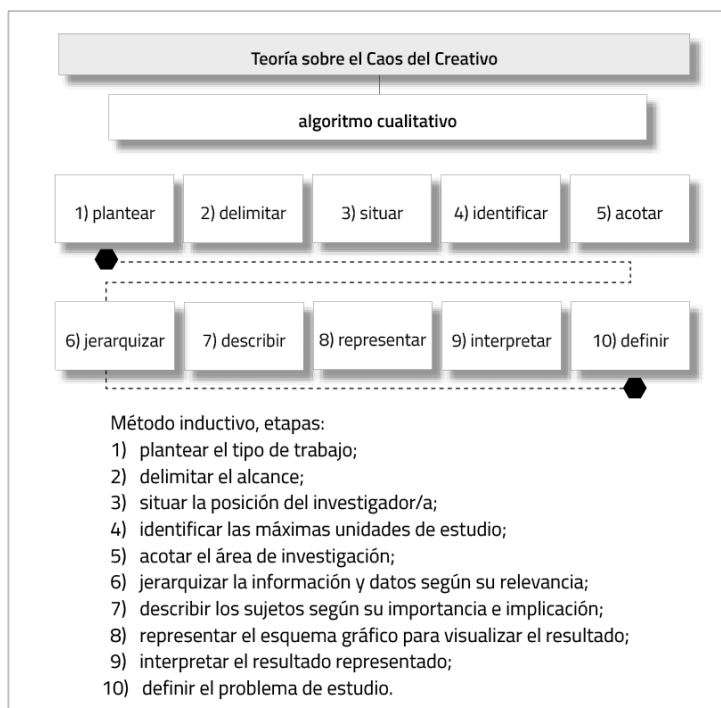 Teoría sobre el Caos del Creativo
algoritmo cualitativo
1) plantear
2) delimitar
3) situar
4) identificar
5) acotar
6) jerarquizar
7) describir
8) representar
9) interpretar
10) definir
Método inductivo, etapas:
1) plantear el tipo de trabajo;
2) delimitar el alcance;
3) situar la posición del investigador/a;
4) identificar las máximas unidades de estudio;
5) acotar el área de investigación;
6) jerarquizar la información y datos según su relevancia;
7) describir los sujetos según su importancia e implicación;
8) representar el esquema gráfico para visualizar el resultado;
9) interpretar el resultado representado;
10) definir el problema de estudio.